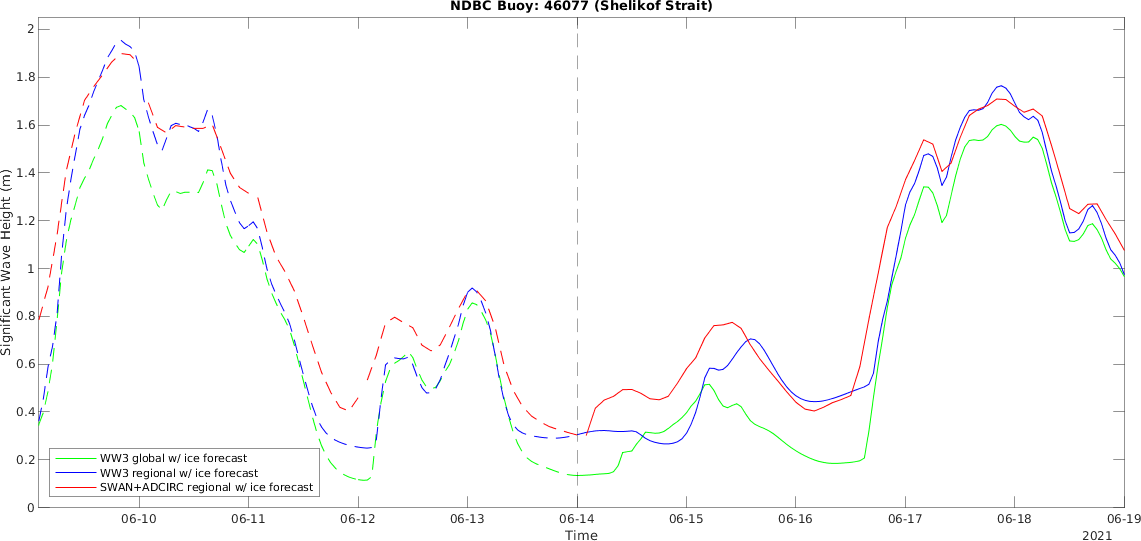 NDBC Buoy: 46077 (Shelikof Strait)
2
1.8
1.6
1.4
1.2
1
0.8
0.6
0.4
0.2
0
Significant Wave Height (m)
WW3 global w/ ice forecast
WW3 regional w/ ice forecast
SWAN+ADCIRC regional w/ ice forecast
06-10 06-11 06-12 06-13 06-14 06-15 06-16 06-17 06-18 06-19
Time
2021